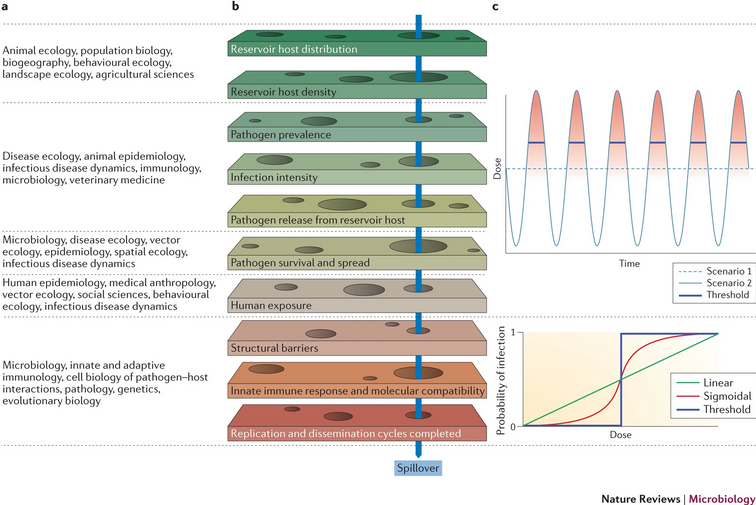 a
b
c
Animal ecology, population biology,
biogeography, behavioural ecology,
landscape ecology, agricultural sciences
Disease ecology, animal epidemiology,
infectious disease dynamics, immunology,
microbiology, veterinary medicine
Microbiology, disease ecology, vector
ecology, epidemiology, spatial ecology,
infectious disease dynamics
Human epidemiology, medical anthropology,
vector ecology, social sciences, behavioural
ecology, infectious disease dynamics
Microbiology, innate and adaptive
immunology, cell biology of pathogen–host
interactions, pathology, genetics,
evolutionary biology
Reservoir host distribution
Reservoir host density
Pathogen prevalence
Infection intensity
Pathogen release from reservoir host
Pathogen survival and spread
Human exposure
Structural barriers
Innate immune response and molecular compatibility
Replication and dissemination cycles completed
Spillover
Dose
Time
Scenario 1
Scenario 2
Threshold
Probability of infection
1
0
Dose
Linear
Sigmoidal
Threshold
Nature Reviews | Microbiology